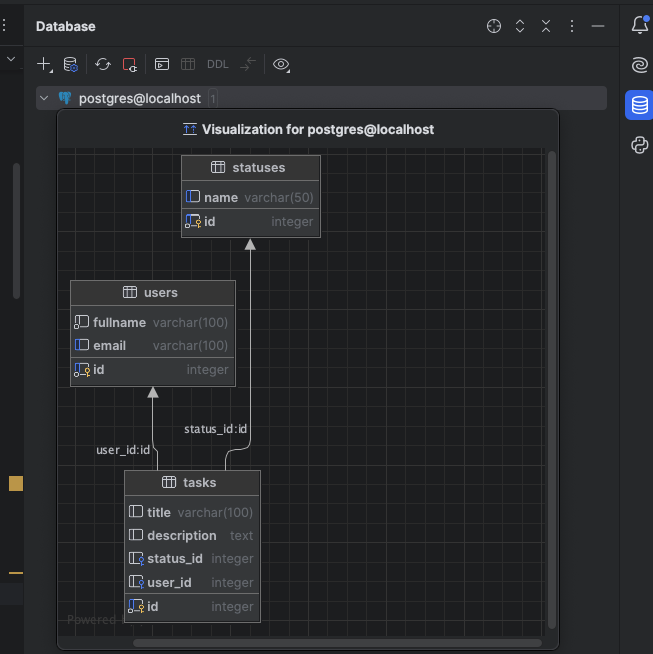 Database
DDL
postgres@localhost 1
Visualization for postgres@localhost
statuses
name varchar(50)
id integer
users
fullname varchar(100)
email varchar(100)
id integer
status_id:id
user_id:id
tasks
title varchar(100)
description text
status_id integer
user_id integer
id integer
Powered